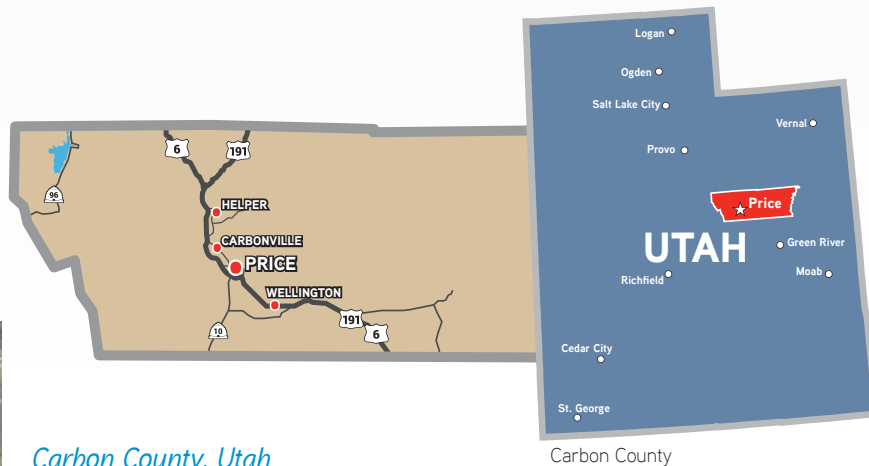 6
191
96
HELPER
CARBONVILLE
PRICE
WELLINGTON
10
191
6
Logan
Ogden
Salt Lake City
Vernal
Provo
Price
UTAH
Green River
Richfield
Moab
Cedar City
St. George
Carbon County, Utah
Carbon County